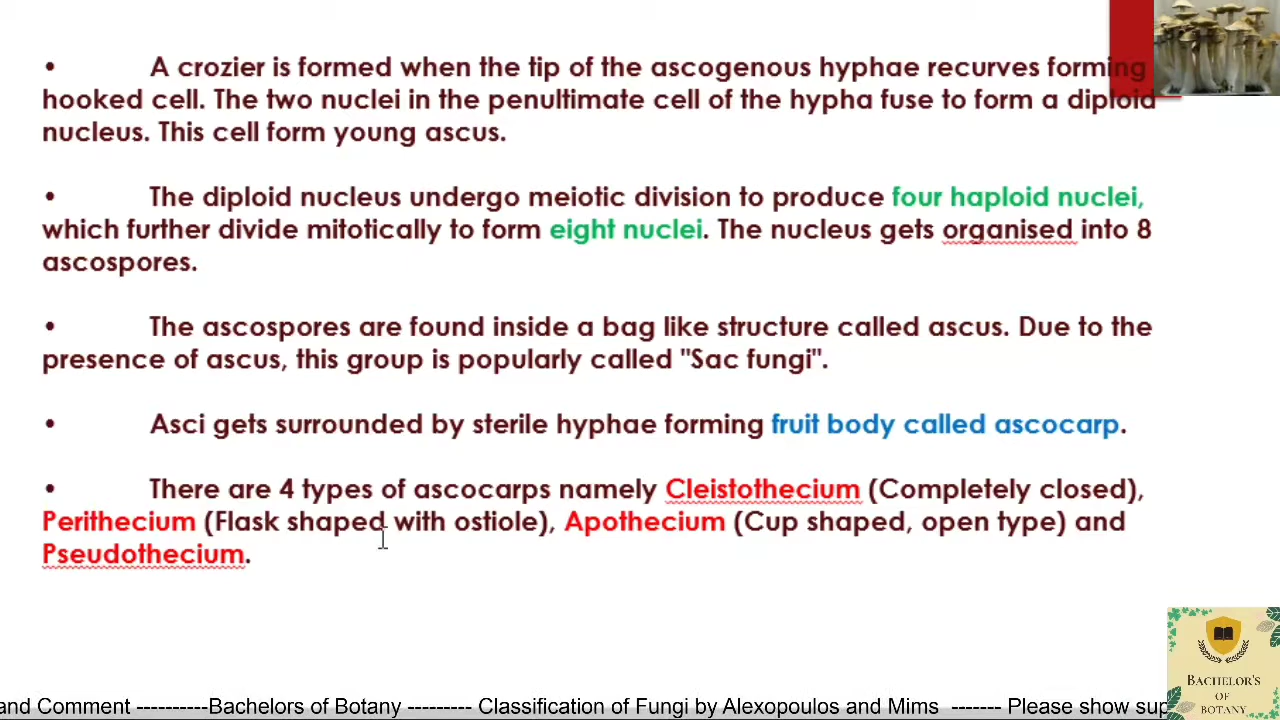 • A crozier is formed when the tip of the ascogenous hyphae recurves forming
hooked cell. The two nuclei in the penultimate cell of the hypha fuse to form a diploid
nucleus. This cell form young ascus.
• The diploid nucleus undergo meiotic division to produce four haploid nuclei,
which further divide mitotically to form eight nuclei. The nucleus gets organised into 8
ascospores.
• The ascospores are found inside a bag like structure called ascus. Due to the
presence of ascus, this group is popularly called "Sac fungi".
• Asci gets surrounded by sterile hyphae forming fruit body called ascocarp.
• There are 4 types of ascocarps namely Cleistothecium (Completely closed),
Perithecium (Flask shaped with ostiole), Apothecium (Cup shaped, open type) and
Pseudothecium.
BACHELOR'S
OF
BOTANY
and Comment ----------Bachelors of Botany --------- Classification of Fungi by Alexopoulos and Mims ------- Please show sup